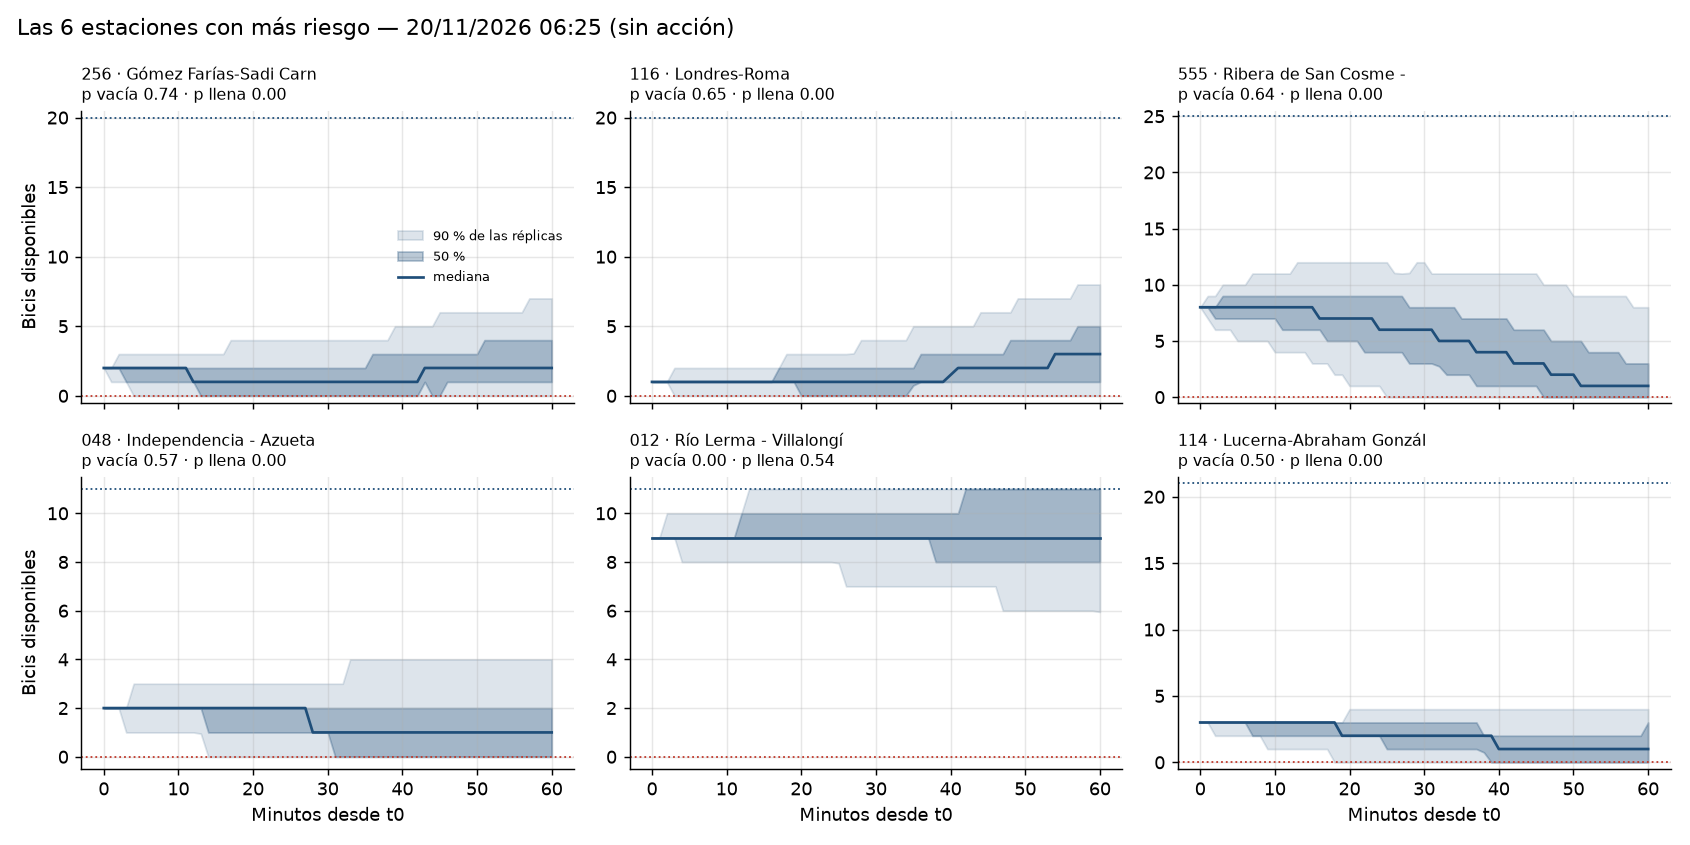 Las 6 estaciones con más riesgo — 20/11/2026 06:25 (sin acción)
256 · Gómez Farías-Sadi Carn
p vacía 0.74 · p llena 0.00
20
15
10
5
0
Bicis disponibles
90 % de las réplicas
50 %
mediana
116 · Londres-Roma
p vacía 0.65 · p llena 0.00
20
15
10
5
0
555 · Ribera de San Cosme -
p vacía 0.64 · p llena 0.00
25
20
15
10
5
0
048 · Independencia - Azueta
p vacía 0.57 · p llena 0.00
10
8
6
4
2
0
Bicis disponibles
0 10 20 30 40 50 60
Minutos desde t0
012 · Río Lerma - Villalongí
p vacía 0.00 · p llena 0.54
10
8
6
4
2
0
0 10 20 30 40 50 60
Minutos desde t0
114 · Lucerna-Abraham Gonzál
p vacía 0.50 · p llena 0.00
20
15
10
5
0
0 10 20 30 40 50 60
Minutos desde t0